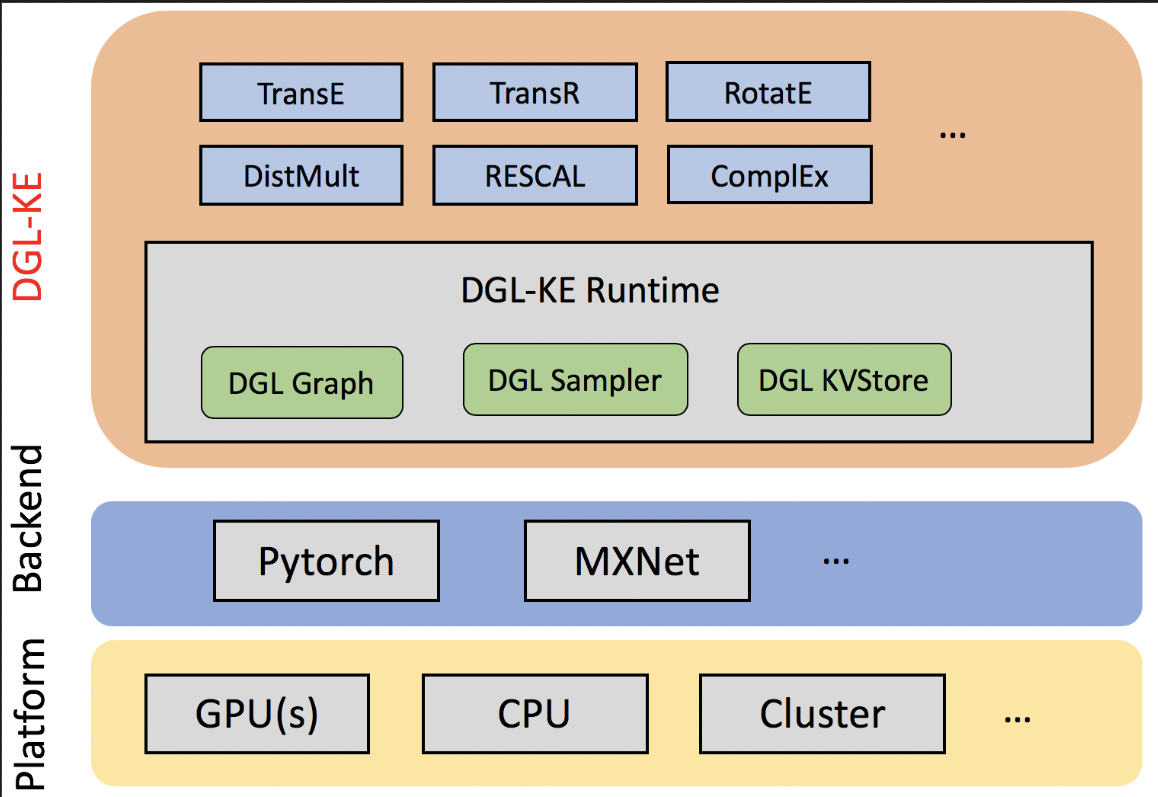 DGL-KE
TransE
TransR
RotatE
...
DistMult
RESCAL
ComplEx
DGL-KE Runtime
DGL Graph
DGL Sampler
DGL KVStore
Backend
Pytorch
MXNet
...
Platform
GPU(s)
CPU
Cluster
...